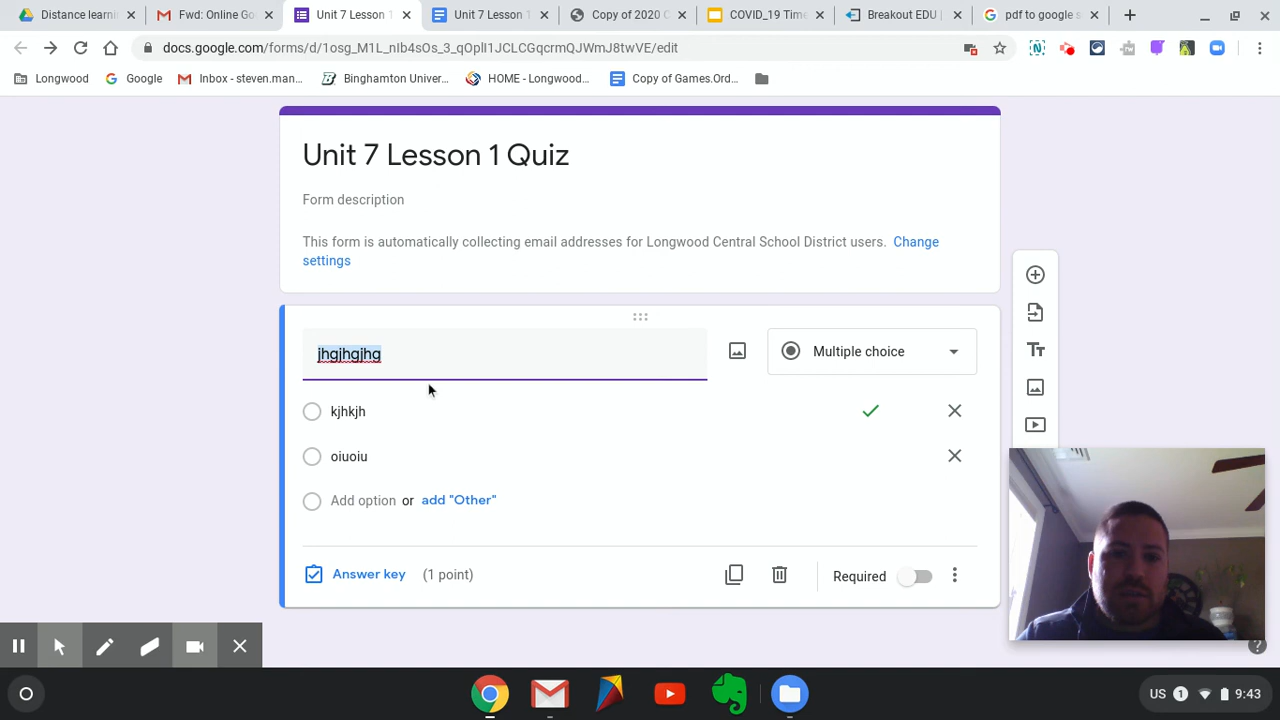 Distance learni
Fwd: Online Go
Unit 7 Lesson 1
Unit 7 Lesson 1
Copy of 2020 C
COVID_19 Time
Breakout EDU
pdf to google s
docs.google.com/forms/d/1osg_M1L_nIb4sOs_3_qOplI1JCLCGqcrmQJWmJ8twVE/edit
Longwood
Google
Inbox - steven.man...
Binghamton Univer...
HOME - Longwood...
Copy of Games.Ord...
Unit 7 Lesson 1 Quiz
Form description
This form is automatically collecting email addresses for Longwood Central School District users. Change
settings
jhgjhgjhg
Multiple choice
kjhkjh
oiuoiu
Add option or add "Other"
Answer key (1 point)
Required
US 1 9:43